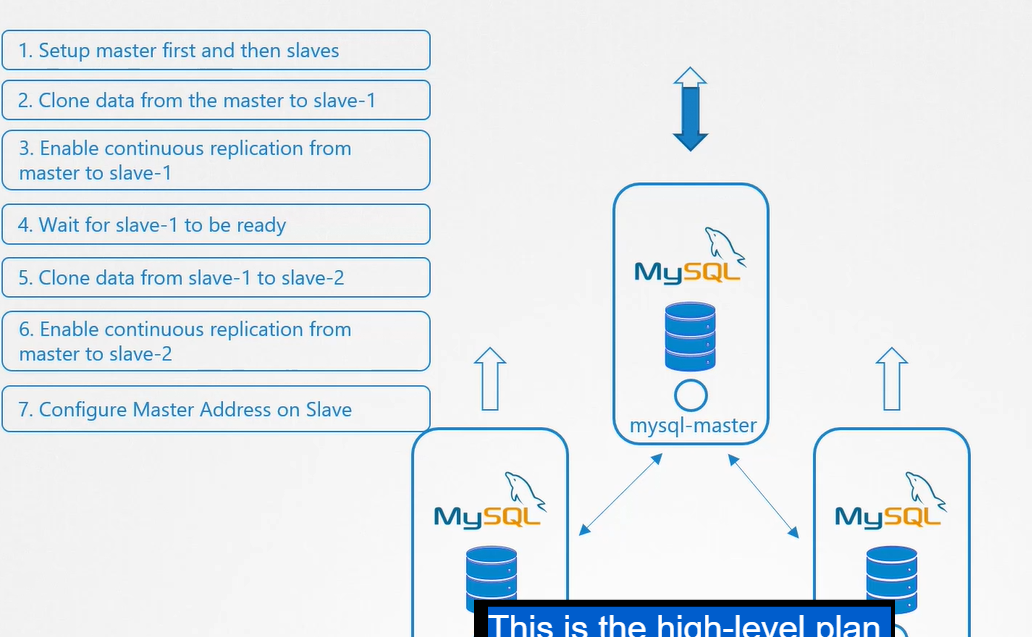 1. Setup master first and then slaves
2. Clone data from the master to slave-1
3. Enable continuous replication from
master to slave-1
4. Wait for slave-1 to be ready
5. Clone data from slave-1 to slave-2
6. Enable continuous replication from
master to slave-2
7. Configure Master Address on Slave
MySQL
mysql-master
MySQL
MySQL
This is the high-level plan